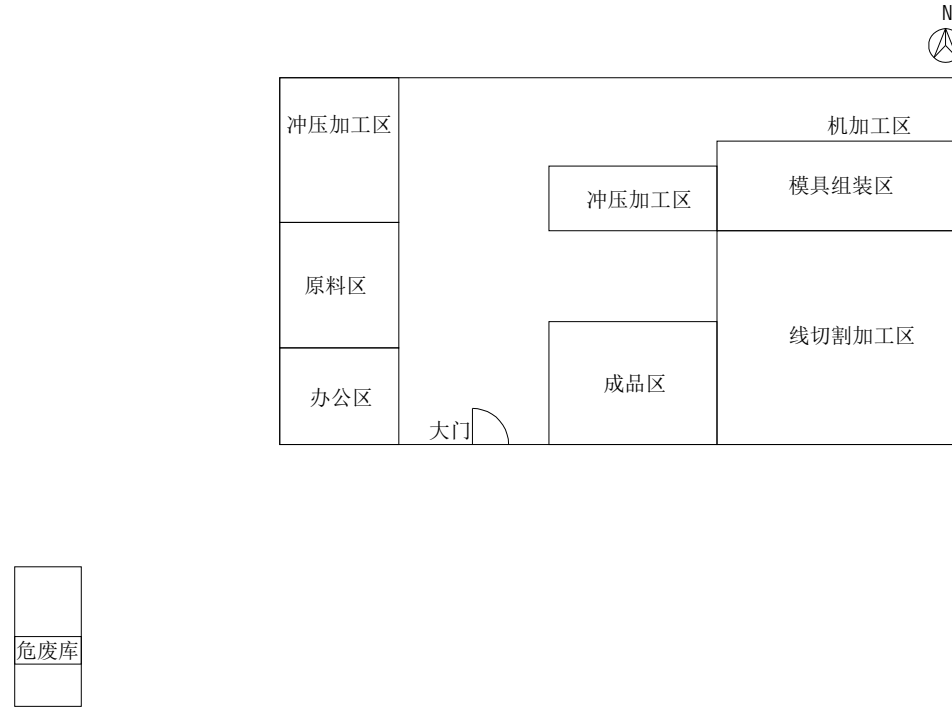 N
冲压加工区
机加工区
模具组装区
冲压加工区
原料区
线切割加工区
成品区
办公区
大门
危废库